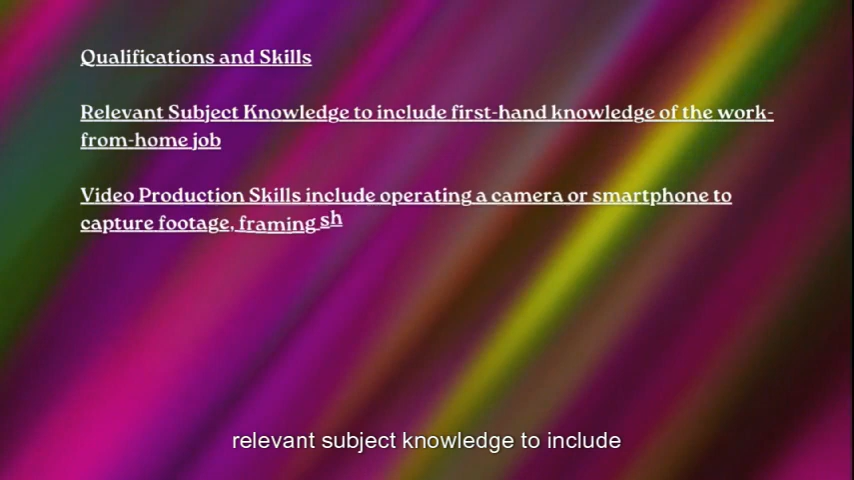 Qualifications and Skills
Relevant Subject Knowledge to include first-hand knowledge of the work-
from-home job
Video Production Skills include operating a camera or smartphone to
capture footage, framing sh
relevant subject knowledge to include